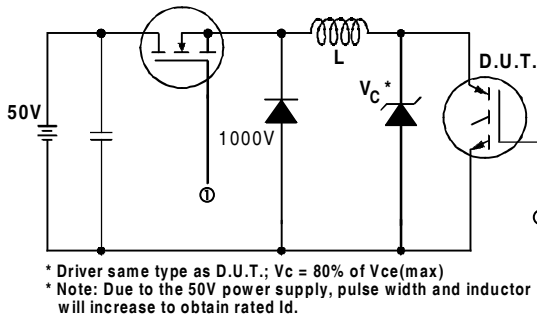 L
D.U.T.
VC *
50V
1000V
①
* Driver same type as D.U.T.; Vc = 80% of Vce(max)
* Note: Due to the 50V power supply, pulse width and inductor
will increase to obtain rated Id.